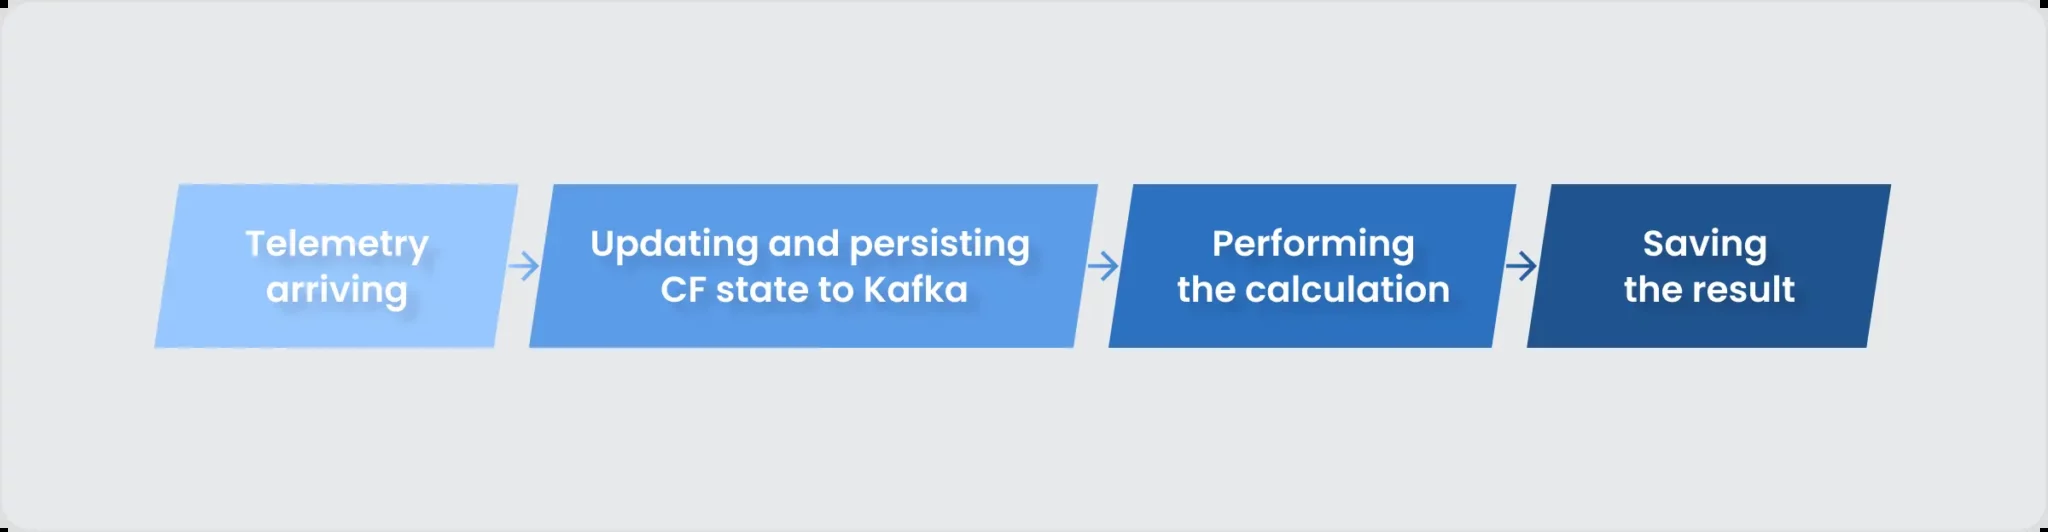 Telemetry
arriving
Updating and persisting
CF state to Kafka
Performing
the calculation
Saving
the result